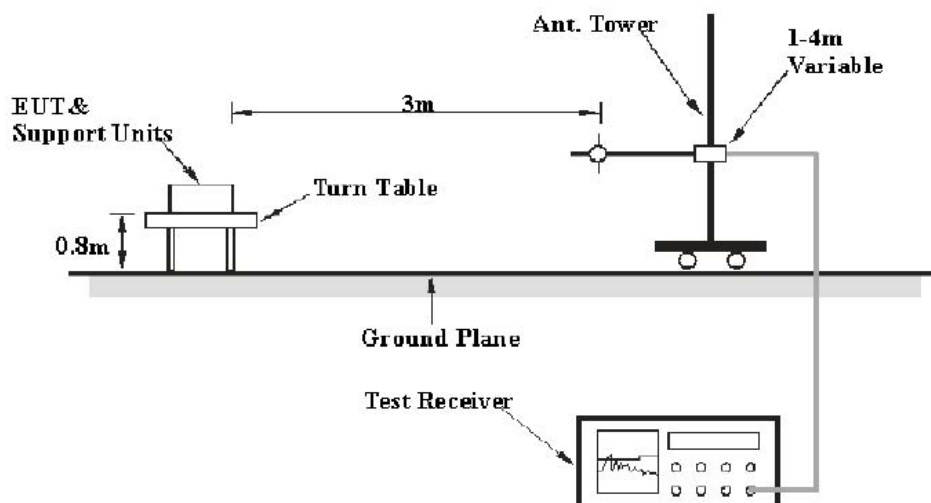 Ant. Tower
1-4m
Variable
3m
EUT&
Support Units
Turn Table
0.8m
Ground Plane
Test Receiver